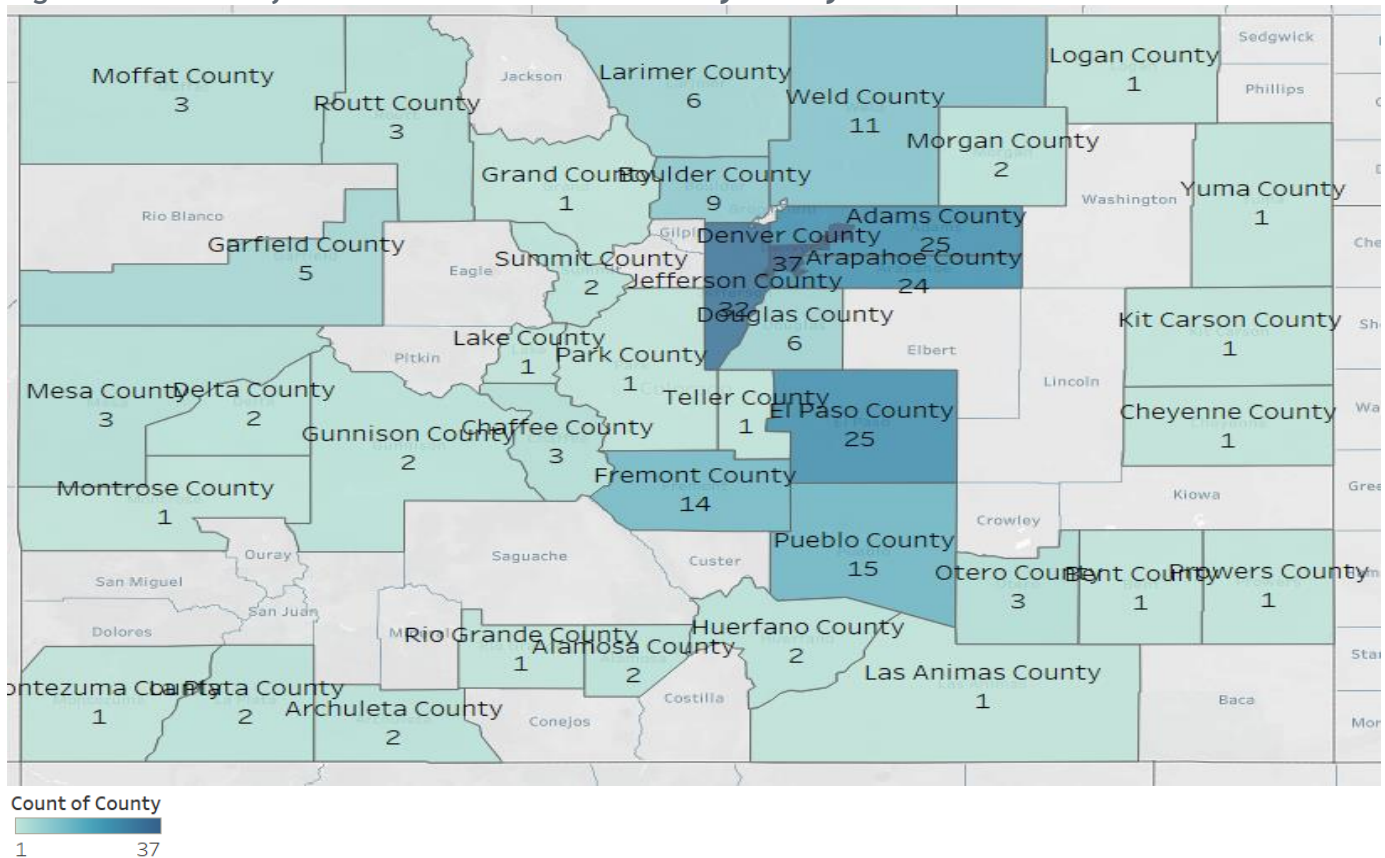 Moffat County
3
Routt County
3
Jackson
Larimer County
6
Weld County
11
Logan County
1
Sedgwick
Phillips
Morgan County
2
Washington
Yuma County
1
Rio Blanco
Grand County
1
Boulder County
9
Garfield County
5
Eagle
Summit County
2
Denver County
37
Adams County
25
Arapahoe County
24
Jefferson County
32
Douglas County
6
Elbert
Kit Carson County
1
Lincoln
Pitkin
Lake County
1
Park County
1
Teller County
1
El Paso County
25
Cheyenne County
1
Mesa County
3
Delta County
2
Gunnison County
2
Chaffee County
3
Fremont County
14
Montrose County
1
Kiowa
Crowley
Pueblo County
15
Ouray
Saguache
Custer
San Miguel
San Juan
Dolores
Otero County
3
Bent County
1
Prowers County
1
Rio Grande County
1
Alamosa County
2
Huerfano County
2
Las Animas County
1
ontezuma County
1
La Plata County
2
Archuleta County
2
Conejos
Costilla
Baca
Count of County
1 37